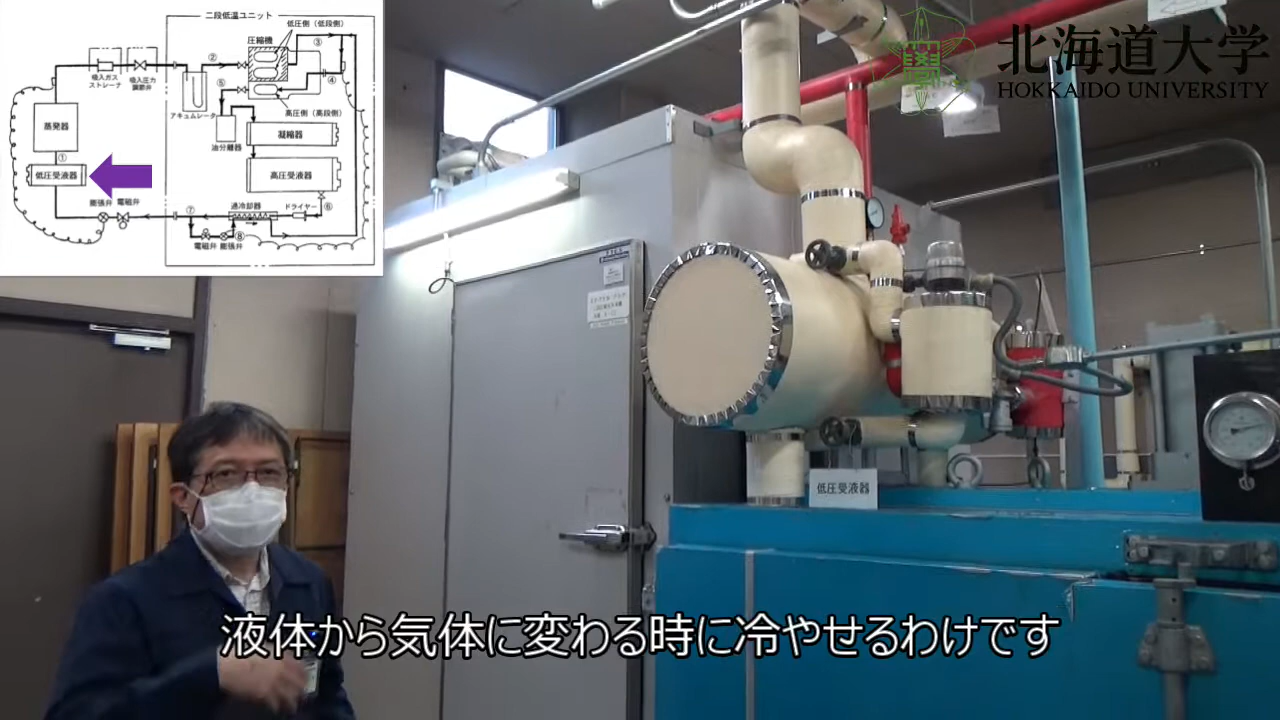 二段低温ユニット
低圧側(低段側)
圧縮機
②
③
吸入ガス
ストレーナ
吸入圧力
調節弁
⑤
④
アキュムレータ
高圧側(高段側)
油分離器
凝縮器
蒸発器
①
低圧受液器
高圧受液器
膨張弁
電磁弁
⑦
過冷却器
ドライヤー
⑥
電磁弁
膨張弁
⑧
北海道大学
HOKKAIDO UNIVERSITY
低圧受液器
液体から気体に変わる時に冷やせるわけです